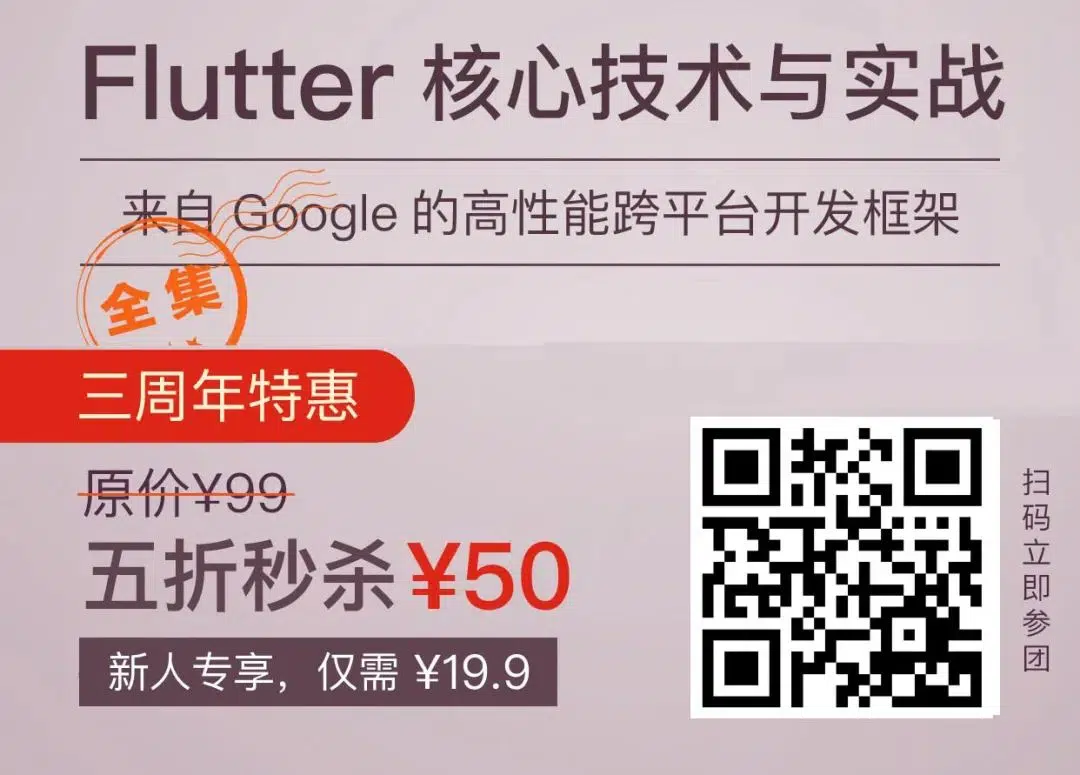 Flutter 核心技术与实战
来自 Google 的高性能跨平台开发框架
全集
三周年特惠
原价¥99
五折秒杀¥50
新人专享，仅需 ¥19.9
扫码立即参团